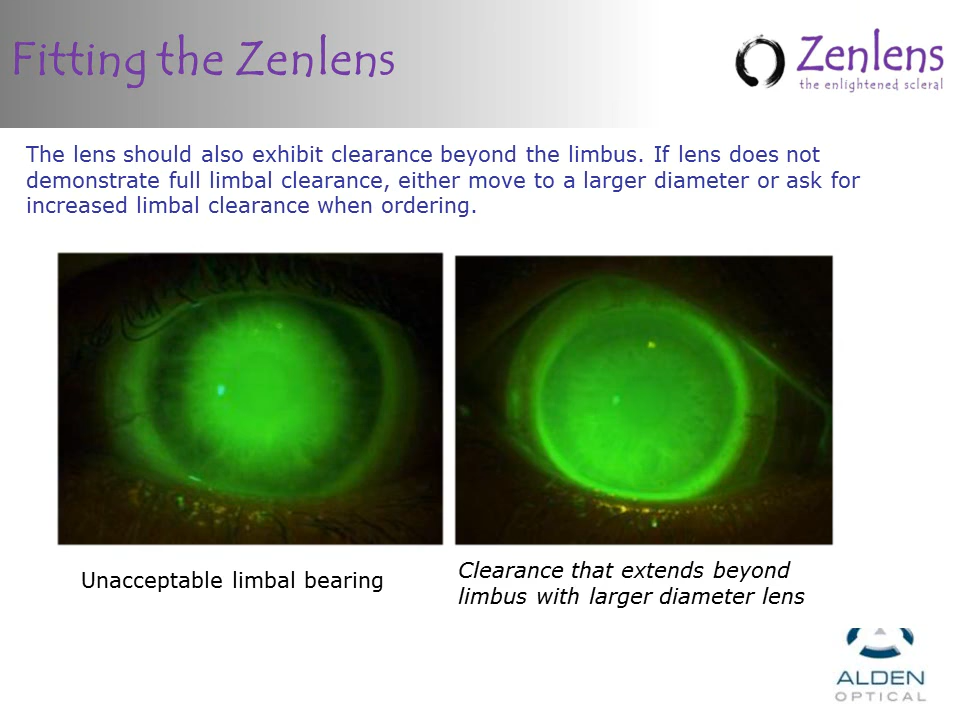 Fitting the Zenlens
Zenlens
the enlightened scleral
The lens should also exhibit clearance beyond the limbus. If lens does not
demonstrate full limbal clearance, either move to a larger diameter or ask for
increased limbal clearance when ordering.
Unacceptable limbal bearing
Clearance that extends beyond
limbus with larger diameter lens
ALDEN
OPTICAL